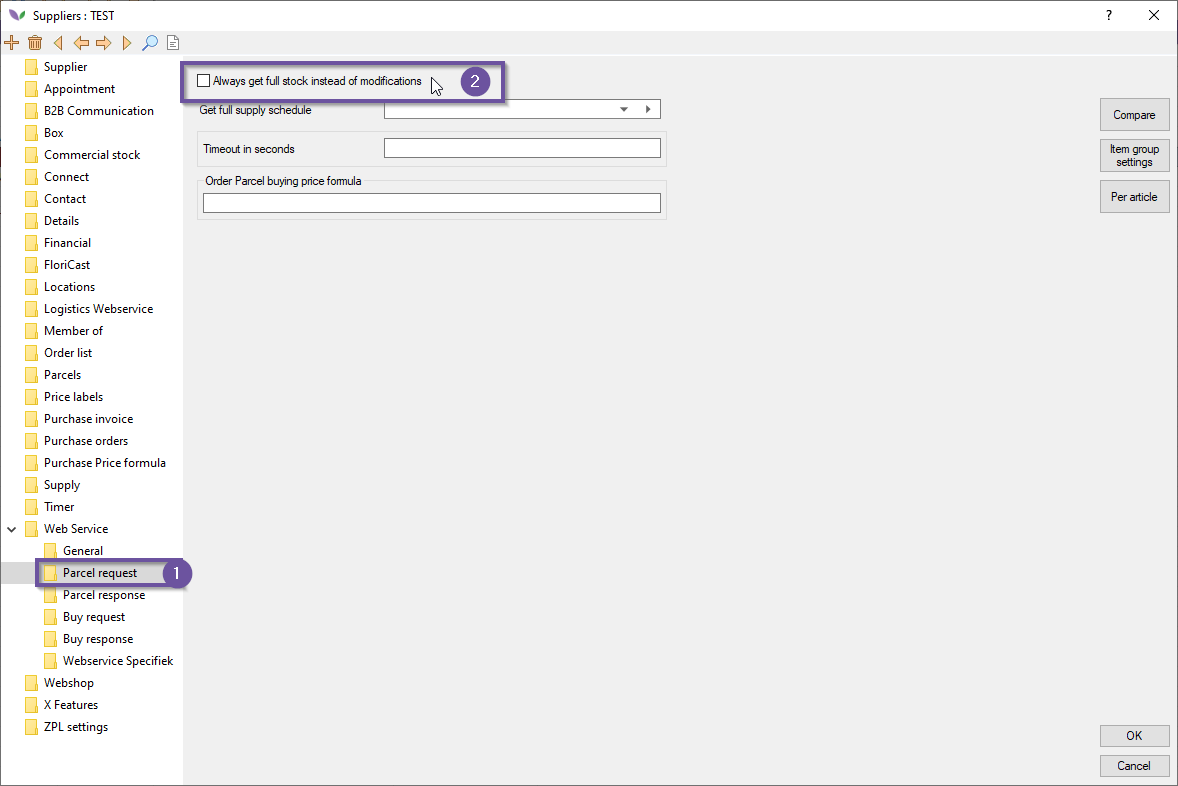 Suppliers : TEST
?
Supplier
Appointment
B2B Communication
Box
Commercial stock
Connect
Contact
Details
Financial
FloriCast
Locations
Logistics Webservice
Member of
Order list
Parcels
Price labels
Purchase invoice
Purchase orders
Purchase Price formula
Supply
Timer
Web Service
General
Parcel request
1
Parcel response
Buy request
Buy response
Webservice Specifiek
Webshop
X Features
ZPL settings
Always get full stock instead of modifications
2
Get full supply schedule
Timeout in seconds
Order Parcel buying price formula
Compare
Item group
settings
Per article
OK
Cancel